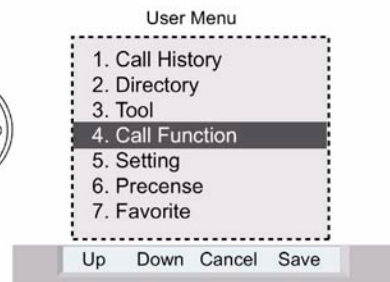 User Menu
1. Call History
2. Directory
3. Tool
4. Call Function
5. Setting
6. Precense
7. Favorite
Up Down Cancel Save